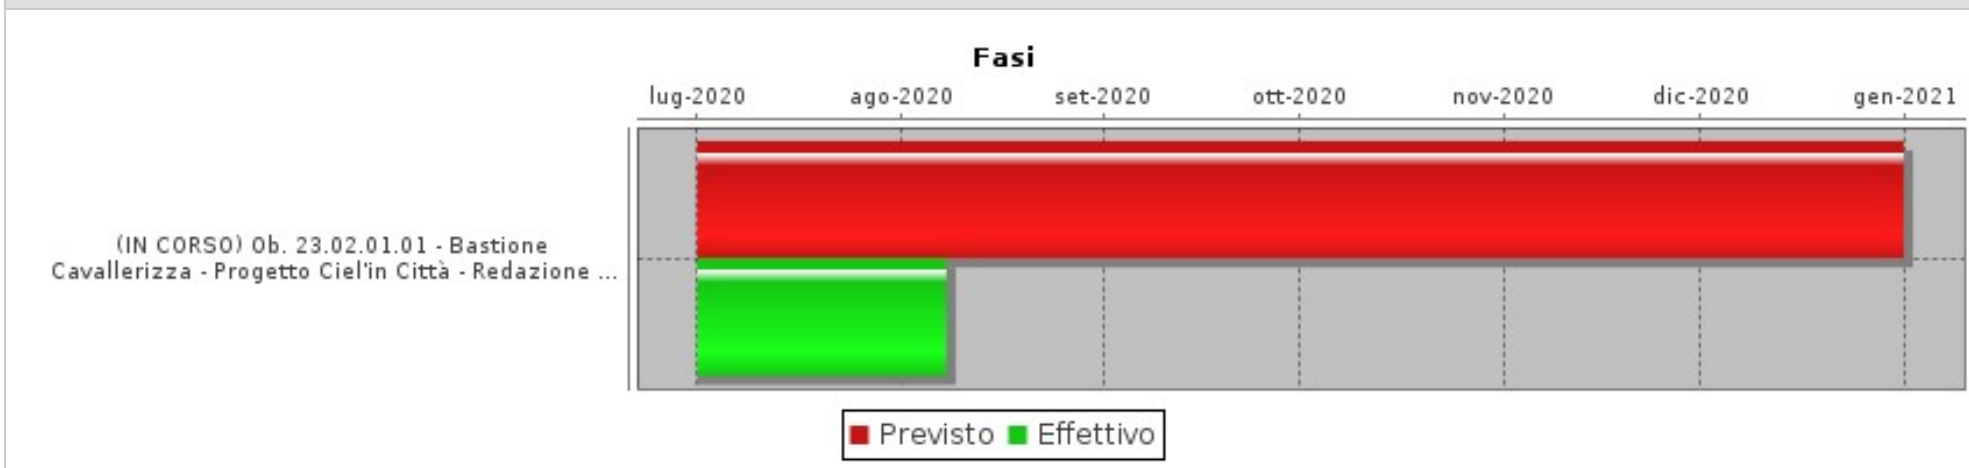 Fasi
lug-2020 ago-2020 set-2020 ott-2020 nov-2020 dic-2020 gen-2021
(IN CORSO) Ob. 23.02.01.01 - Bastione
Cavallerizza - Progetto Ciel'in Città - Redazione ...
Previsto Effettivo